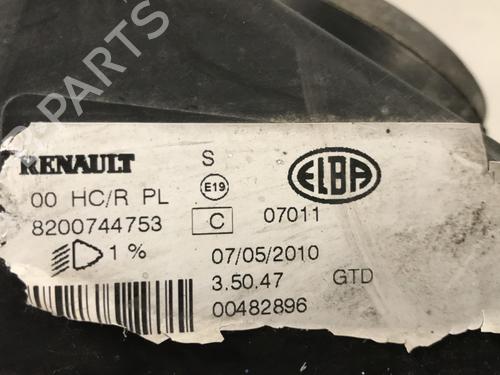 RENAULT S
00 HC/R PL E19 ELBA
8200744753 C 07011
1 % 07/05/2010
3.50.47 GTD
00482896
B-PARTS